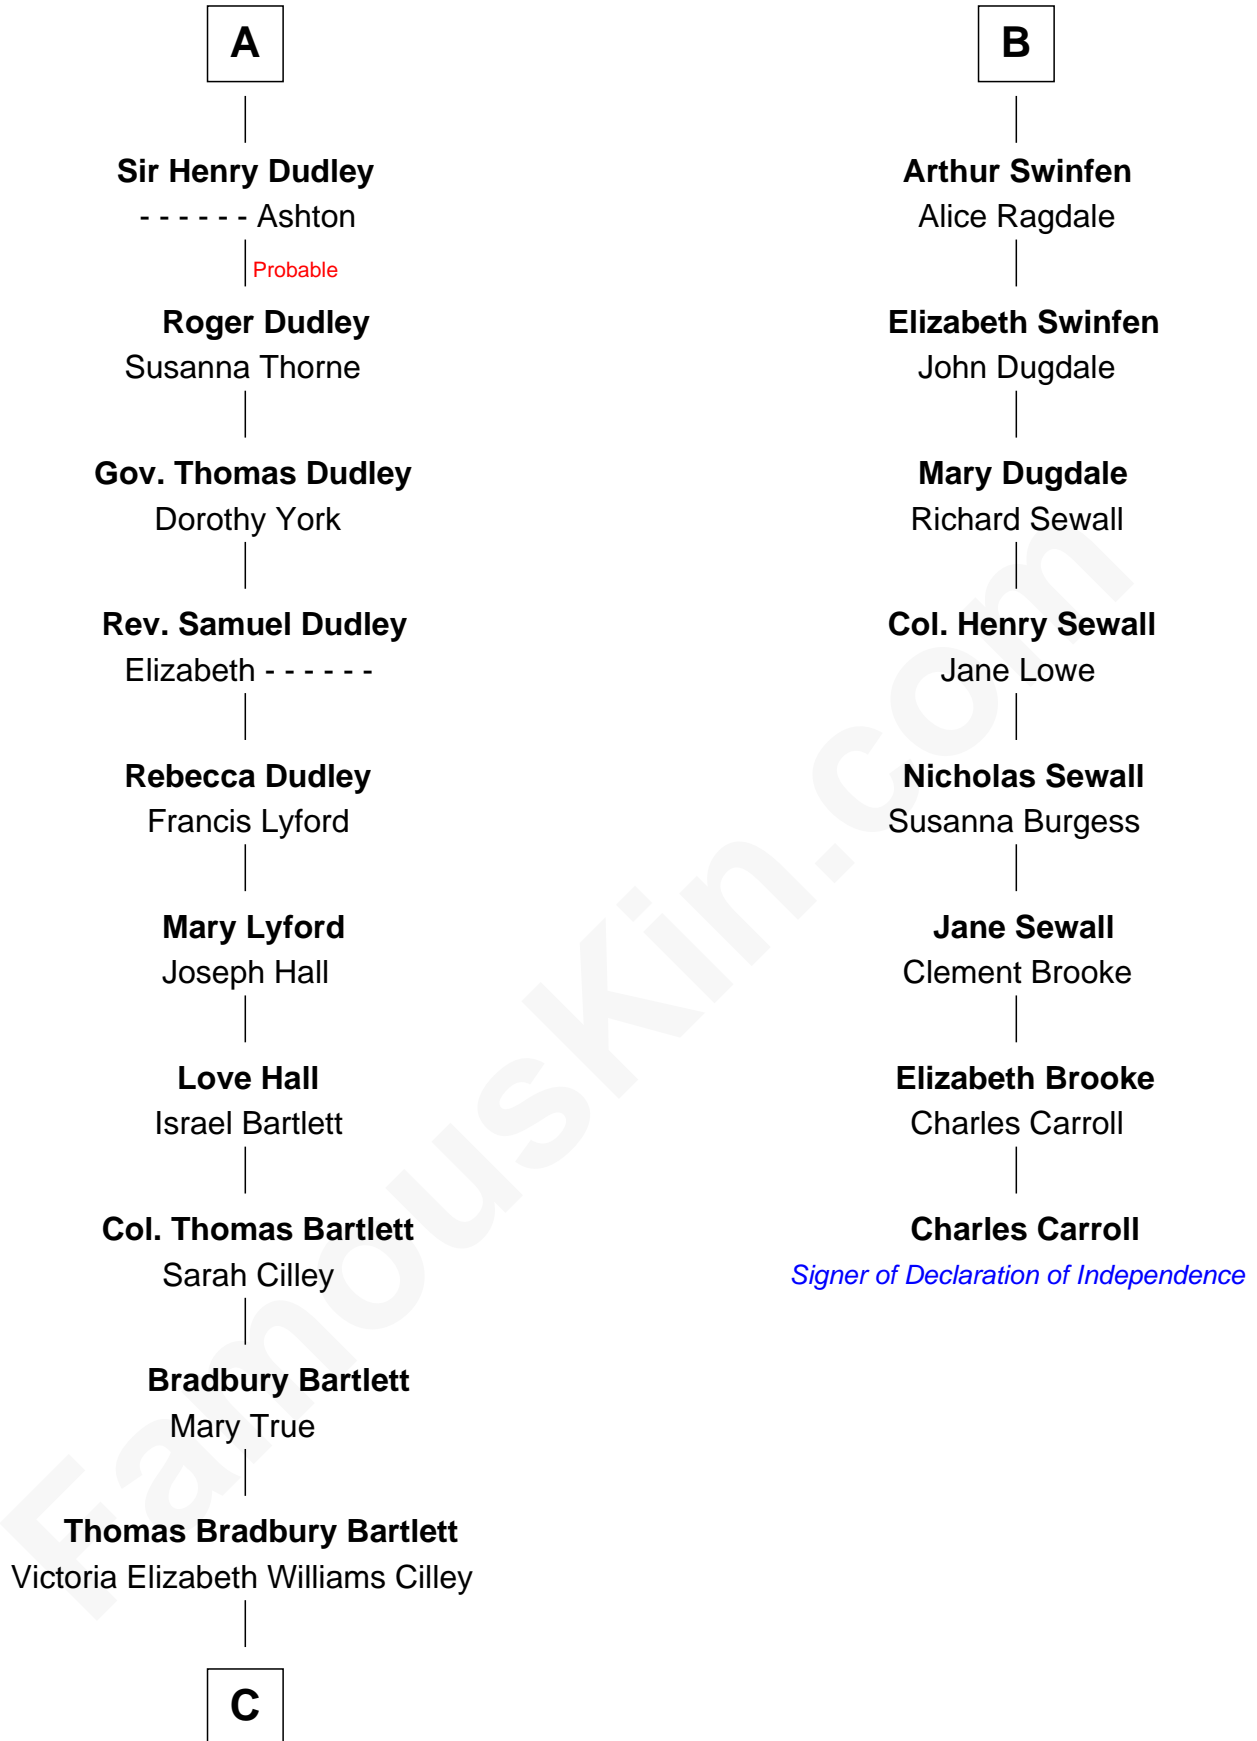 A
Sir Henry Dudley
- - - - - - Ashton
Probable
Roger Dudley
Susanna Thorne
Gov. Thomas Dudley
Dorothy York
Rev. Samuel Dudley
Elizabeth - - - - - -
Rebecca Dudley
Francis Lyford
Mary Lyford
Joseph Hall
Love Hall
Israel Bartlett
Col. Thomas Bartlett
Sarah Cilley
Bradbury Bartlett
Mary True
Thomas Bradbury Bartlett
Victoria Elizabeth Williams Cilley
C
B
Arthur Swinfen
Alice Ragdale
Elizabeth Swinfen
John Dugdale
Mary Dugdale
Richard Sewall
Col. Henry Sewall
Jane Lowe
Nicholas Sewall
Susanna Burgess
Jane Sewall
Clement Brooke
Elizabeth Brooke
Charles Carroll
Charles Carroll
Signer of Declaration of Independence
FamousKin.com